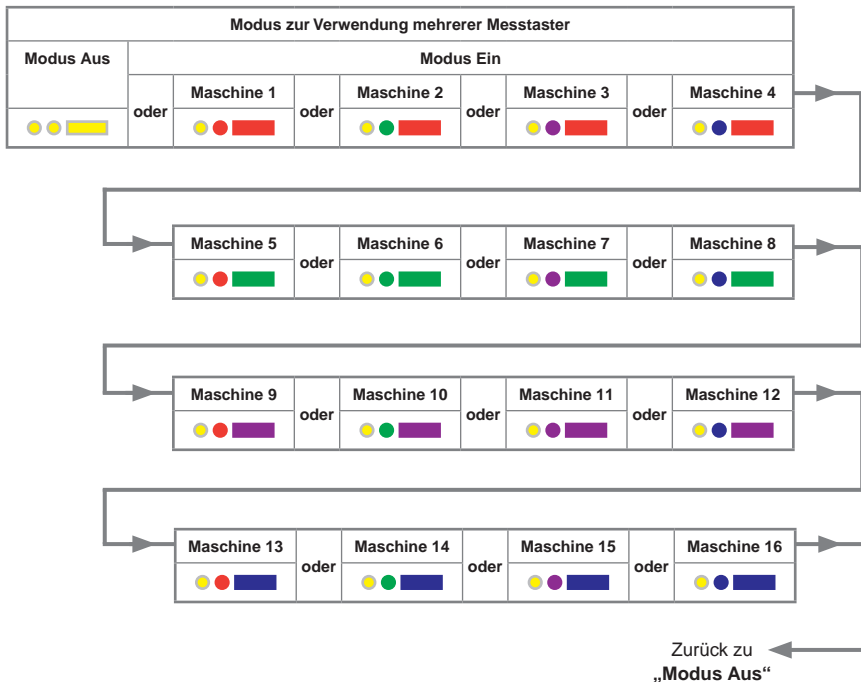 Modus zur Verwendung mehrerer Messtaster
Modus Aus
Modus Ein
oder
Maschine 1
oder
Maschine 2
oder
Maschine 3
oder
Maschine 4
Maschine 5
oder
Maschine 6
oder
Maschine 7
oder
Maschine 8
Maschine 9
oder
Maschine 10
oder
Maschine 11
oder
Maschine 12
Maschine 13
oder
Maschine 14
oder
Maschine 15
oder
Maschine 16
Zurück zu
„Modus Aus“